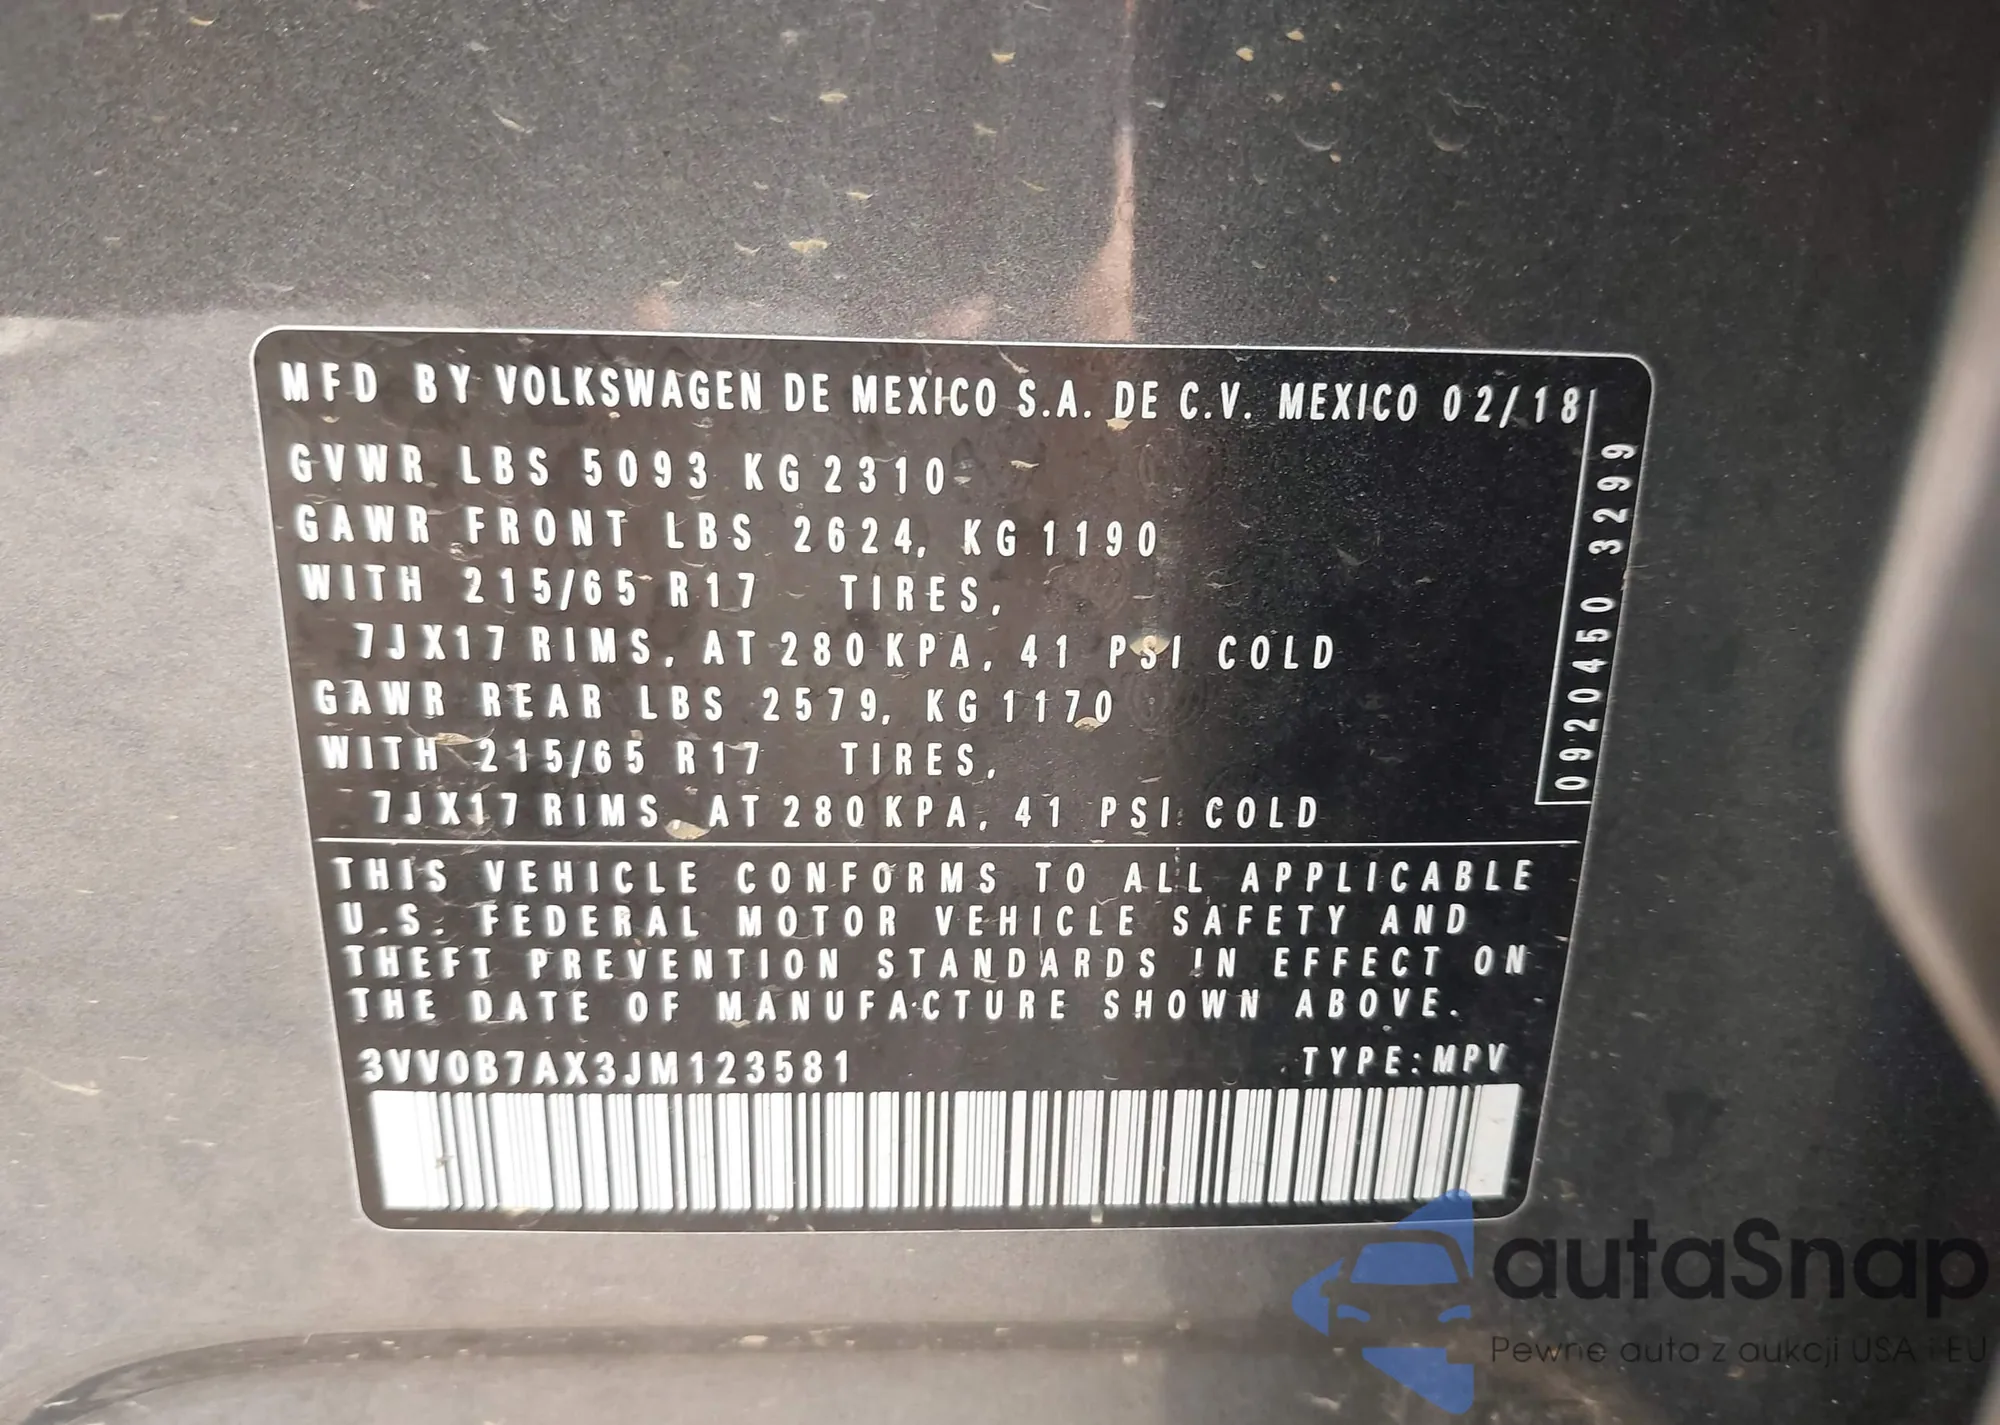 MFD BY VOLKSWAGEN DE MEXICO S.A. DE C.V. MEXICO 02/18
GVWR LBS 5093 KG 2310
GAWR FRONT LBS 2624, KG 1190
WITH 215/65 R17 TIRES,
7JX17 RIMS, AT 280 KPA, 41 PSI COLD
GAWR REAR LBS 2579, KG 1170
WITH 215/65 R17 TIRES,
7JX17 RIMS, AT 280 KPA, 41 PSI COLD
0920450 3299
THIS VEHICLE CONFORMS TO ALL APPLICABLE
U.S. FEDERAL MOTOR VEHICLE SAFETY AND
THEFT PREVENTION STANDARDS IN EFFECT ON
THE DATE OF MANUFACTURE SHOWN ABOVE.
3VV0B7AX3JM123581 TYPE:MPV
autaSnap
Pewne auta z aukcji USA i EU